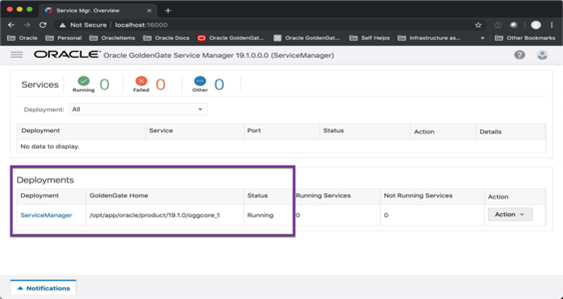 Service Mgr. Overview
Not Secure | localhost:16000
Oracle
Personal
OracleItems
Oracle Docs
Oracle GoldenGat...
Oracle GoldenGate...
Self Helps
Infrastructure as...
»
Other Bookmarks
ORACLE Oracle GoldenGate Service Manager 19.1.0.0.0 (ServiceManager)
Services
Running 0 Failed 0 Other 0
Deployment: All
Deployment Service Port Status Action Details
No data to display.
Deployments
Deployment GoldenGate Home Status Running Services Not Running Services Action
ServiceManager /opt/app/oracle/product/19.1.0/oggcore_1 Running 0 0 Action
Notifications